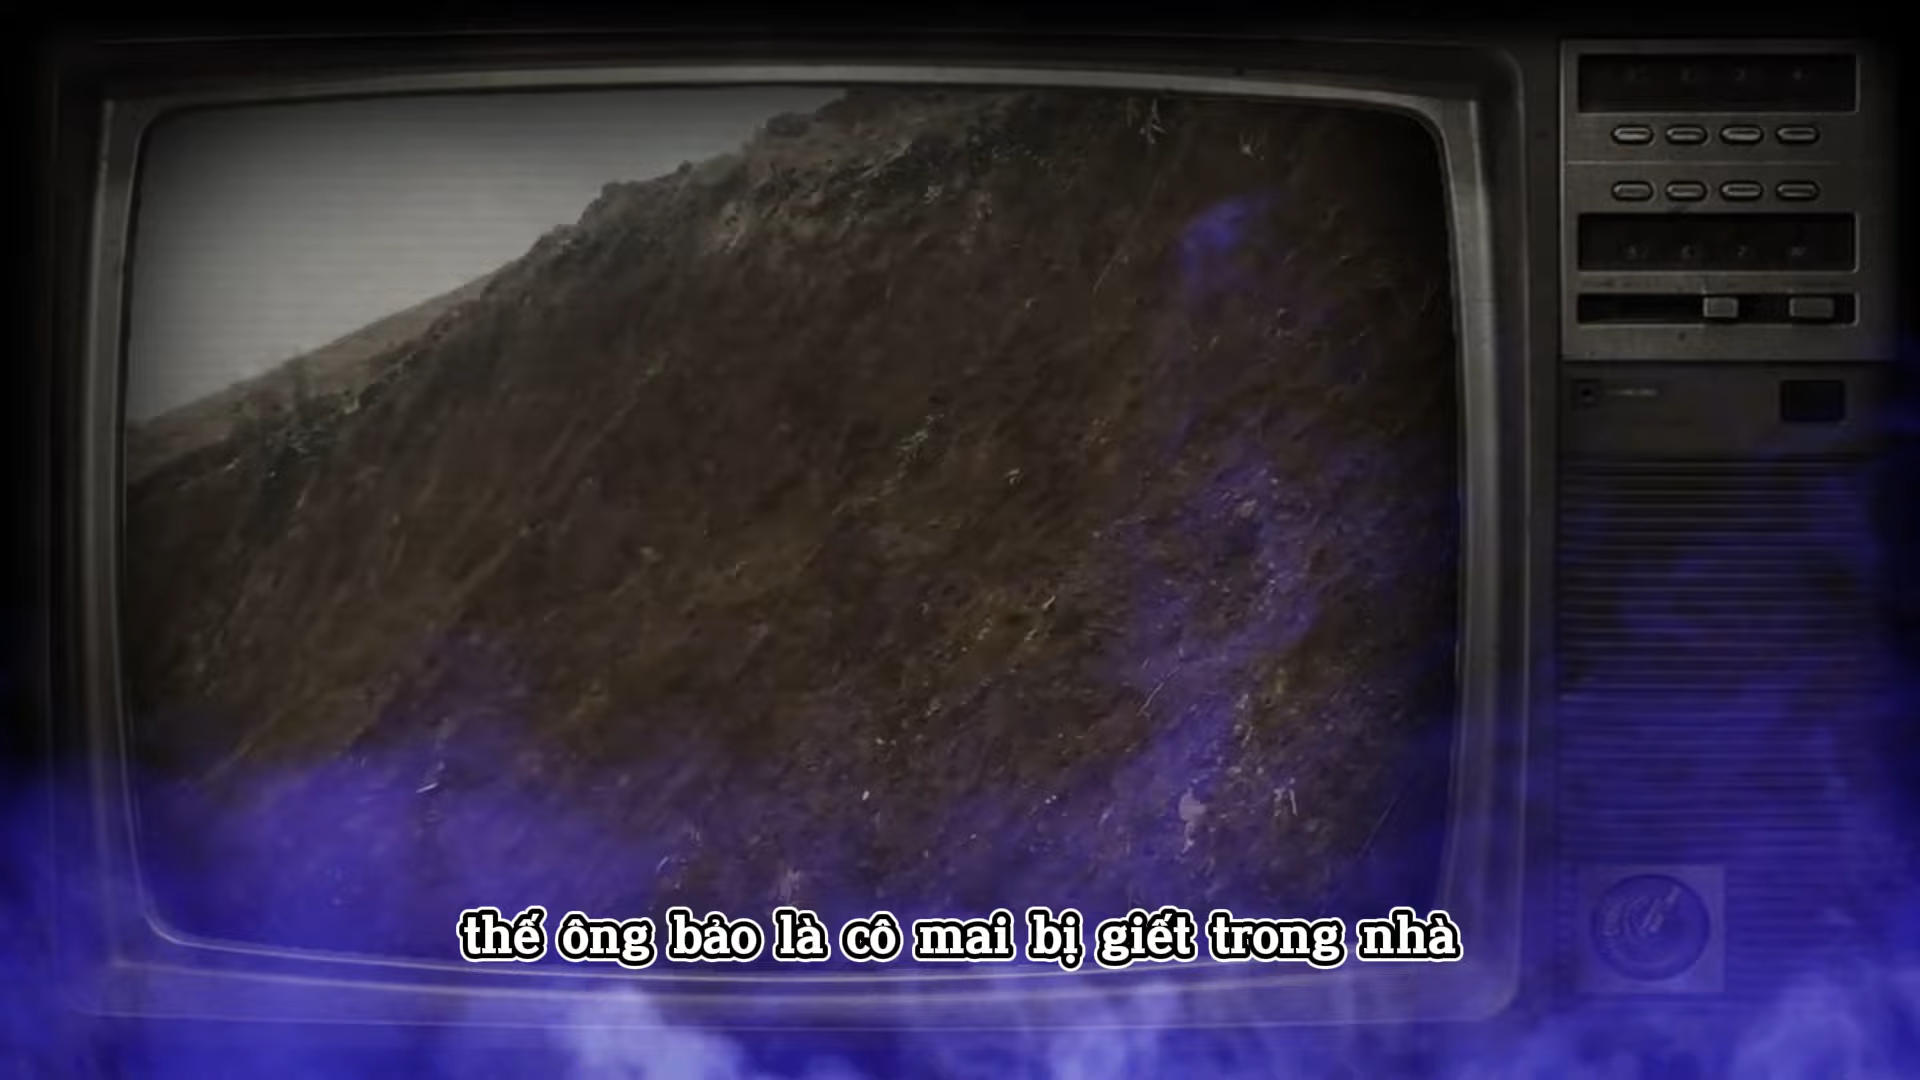 thế ông bảo là cô mai bị giết trong nhà